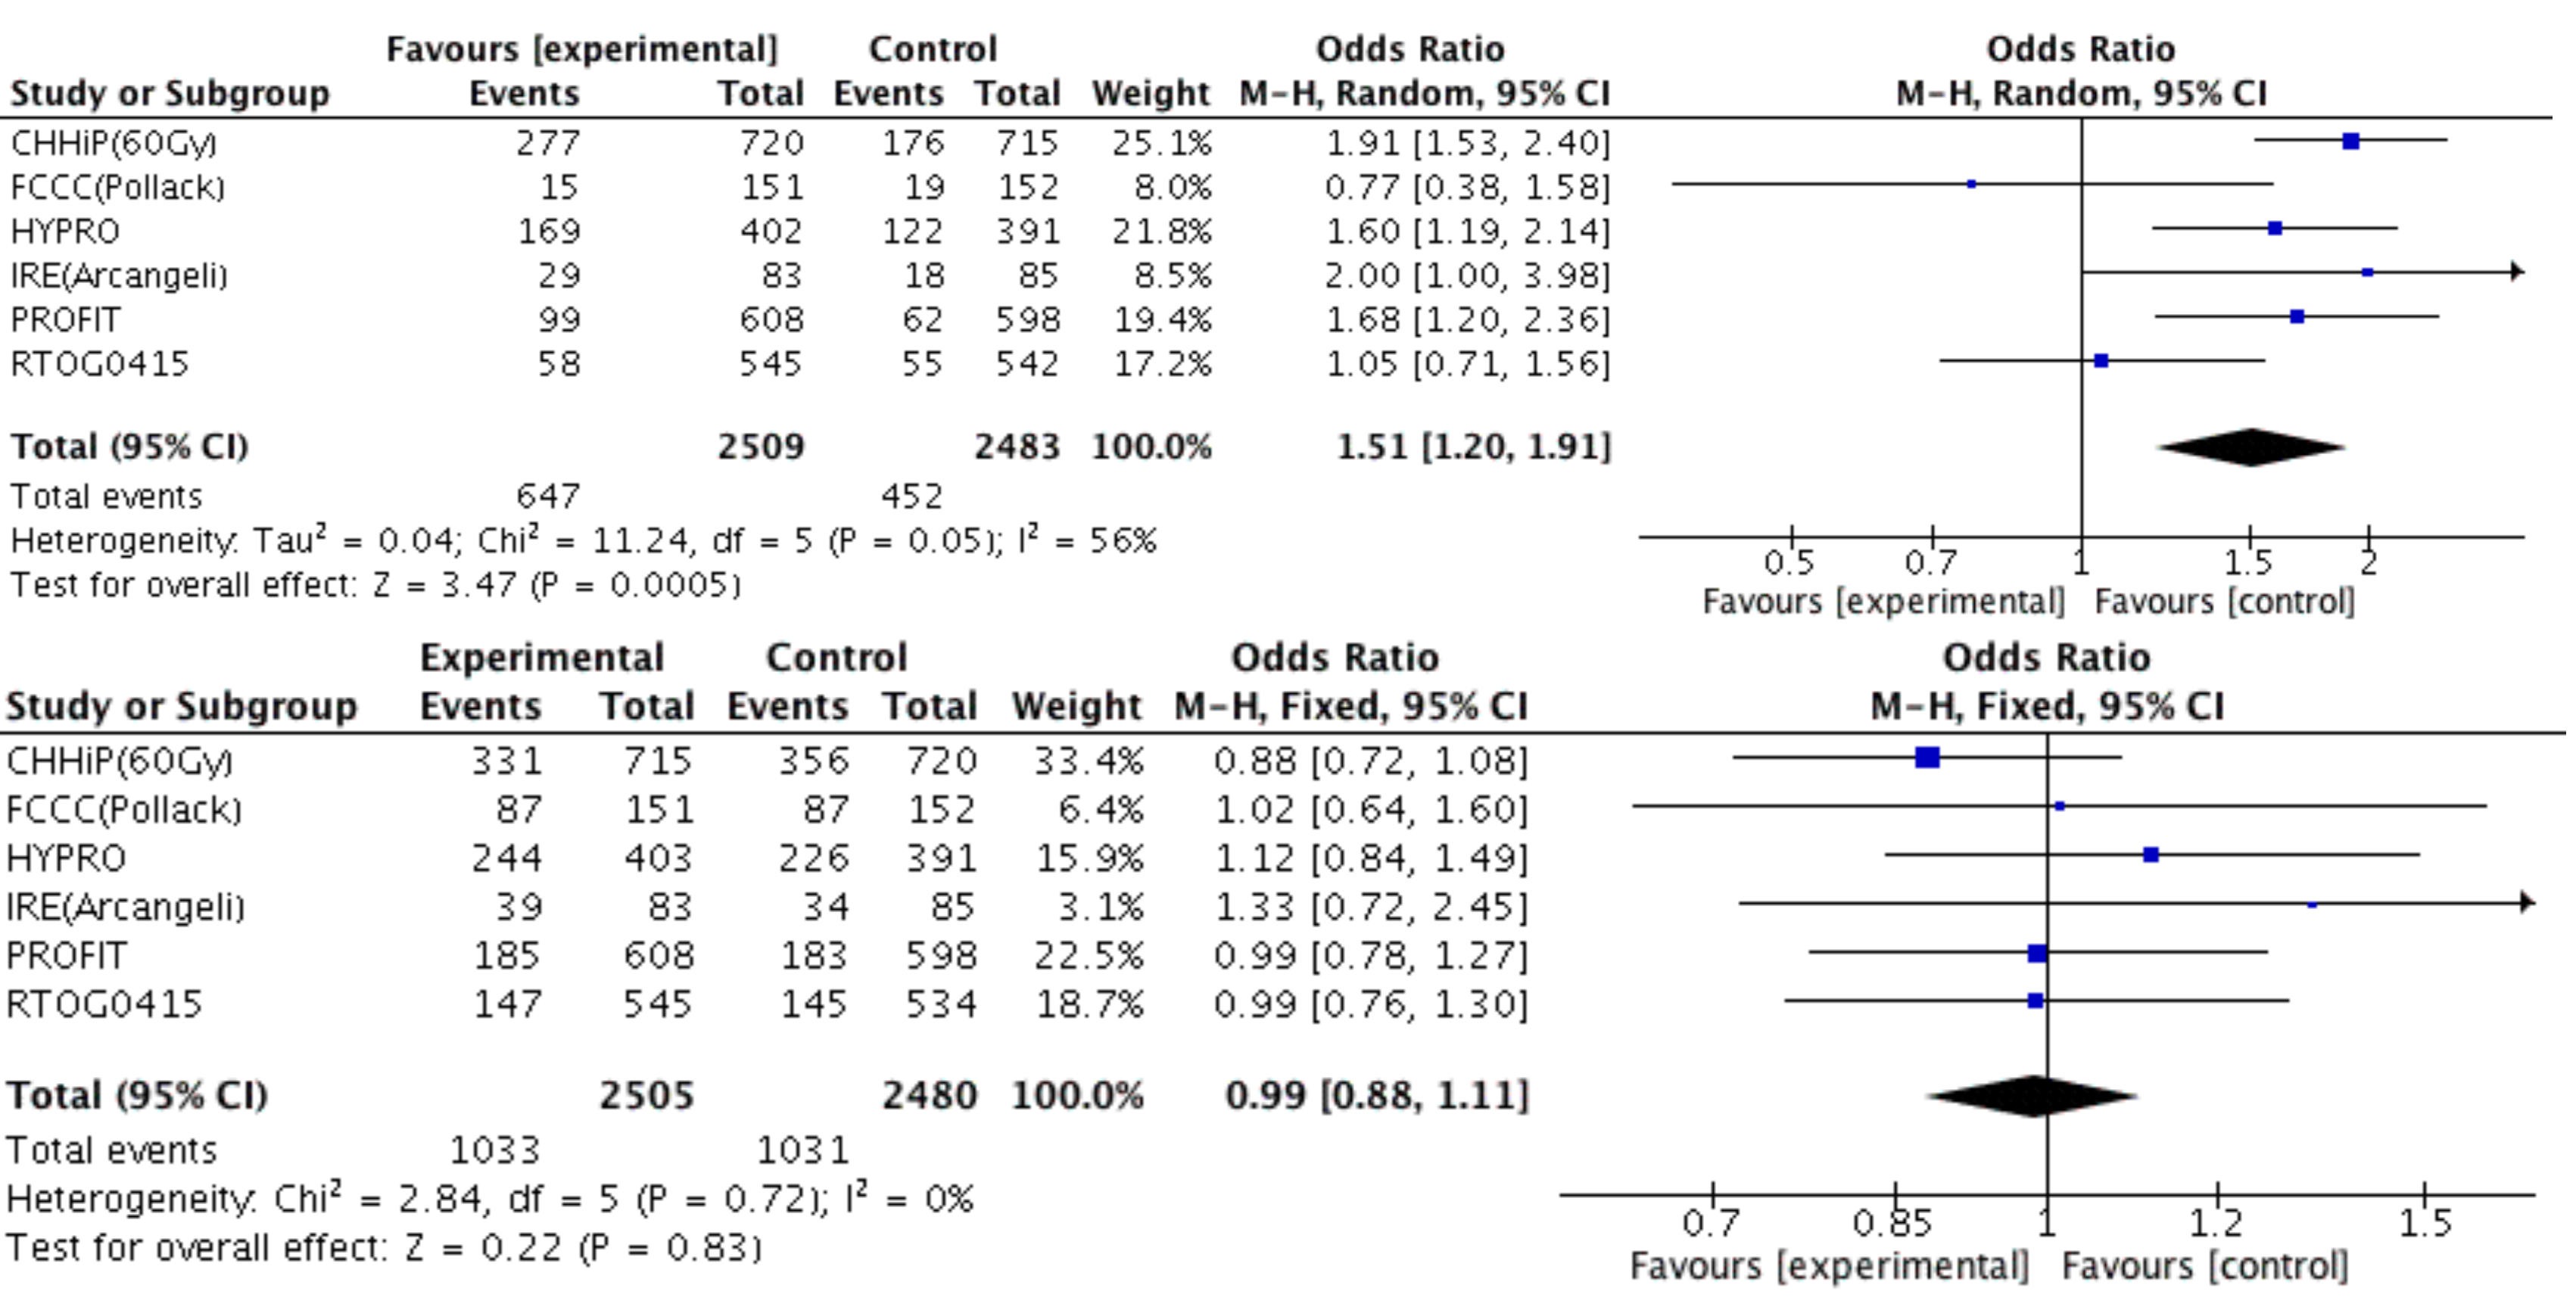 Favours [experimental] Control Odds Ratio Odds Ratio
Study or Subgroup Events Total Events Total Weight M-H, Random, 95% CI M-H, Random, 95% CI
CHHiP(60Gy) 277 720 176 715 25.1% 1.91 [1.53, 2.40]
FCCC(Pollack) 15 151 19 152 8.0% 0.77 [0.38, 1.58]
HYPRO 169 402 122 391 21.8% 1.60 [1.19, 2.14]
IRE(Arcangeli) 29 83 18 85 8.5% 2.00 [1.00, 3.98]
PROFIT 99 608 62 598 19.4% 1.68 [1.20, 2.36]
RTOG0415 58 545 55 542 17.2% 1.05 [0.71, 1.56]
Total (95% CI) 2509 2483 100.0% 1.51 [1.20, 1.91]
Total events 647 452
Heterogeneity: Tau² = 0.04; Chi² = 11.24, df = 5 (P = 0.05); I² = 56%
Test for overall effect: Z = 3.47 (P = 0.0005)
0.5 0.7 1 1.5 2
Favours [experimental] Favours [control]
Experimental Control Odds Ratio Odds Ratio
Study or Subgroup Events Total Events Total Weight M-H, Fixed, 95% CI M-H, Fixed, 95% CI
CHHiP(60Gy) 331 715 356 720 33.4% 0.88 [0.72, 1.08]
FCCC(Pollack) 87 151 87 152 6.4% 1.02 [0.64, 1.60]
HYPRO 244 403 226 391 15.9% 1.12 [0.84, 1.49]
IRE(Arcangeli) 39 83 34 85 3.1% 1.33 [0.72, 2.45]
PROFIT 185 608 183 598 22.5% 0.99 [0.78, 1.27]
RTOG0415 147 545 145 534 18.7% 0.99 [0.76, 1.30]
Total (95% CI) 2505 2480 100.0% 0.99 [0.88, 1.11]
Total events 1033 1031
Heterogeneity: Chi² = 2.84, df = 5 (P = 0.72); I² = 0%
Test for overall effect: Z = 0.22 (P = 0.83)
0.7 0.85 1 1.2 1.5
Favours [experimental] Favours [control]